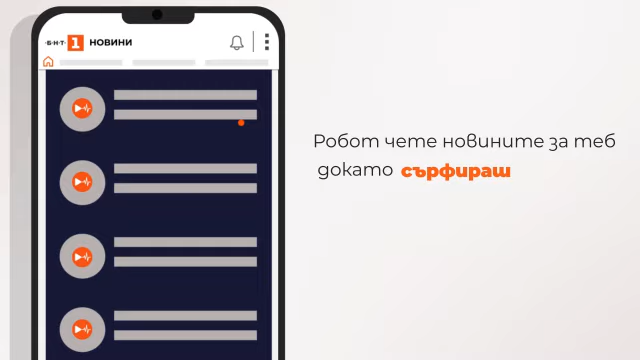 БНТ 1 НОВИНИ
Робот чете новините за теб
докато сърфираш